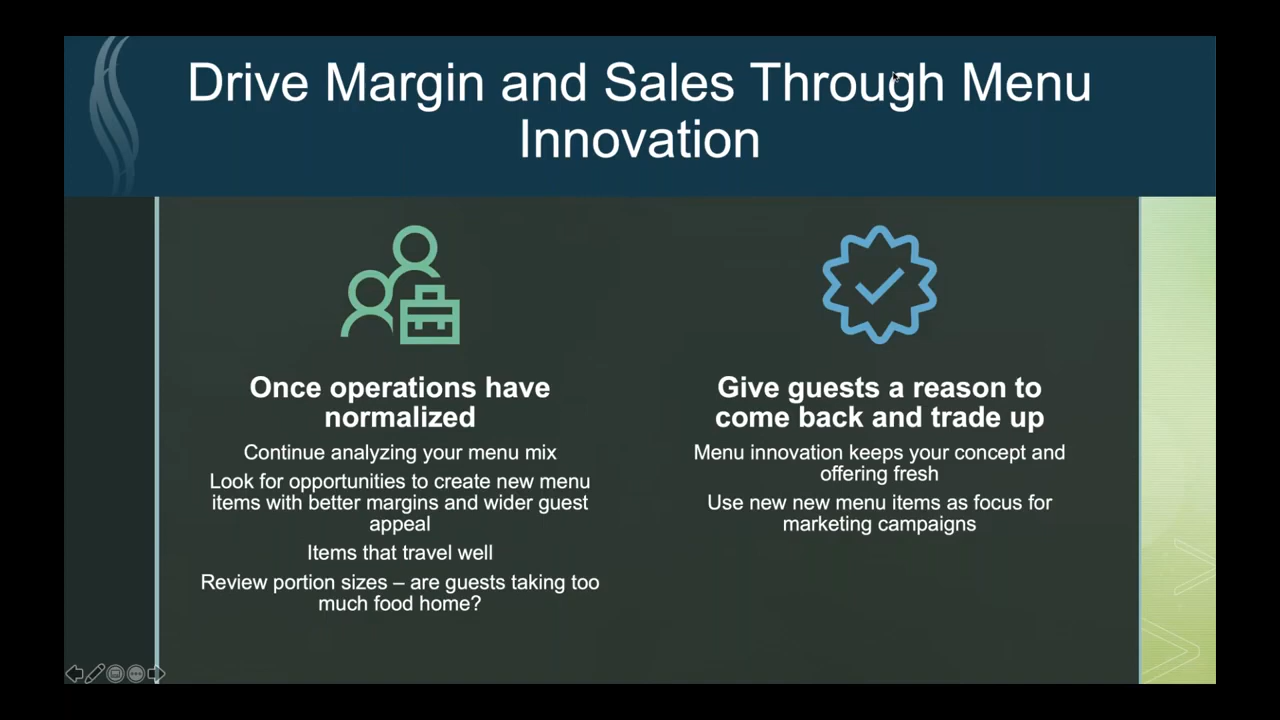 Drive Margin and Sales Through Menu
Innovation
Once operations have
normalized
Continue analyzing your menu mix
Look for opportunities to create new menu
items with better margins and wider guest
appeal
Items that travel well
Review portion sizes – are guests taking too
much food home?
Give guests a reason to
come back and trade up
Menu innovation keeps your concept and
offering fresh
Use new new menu items as focus for
marketing campaigns